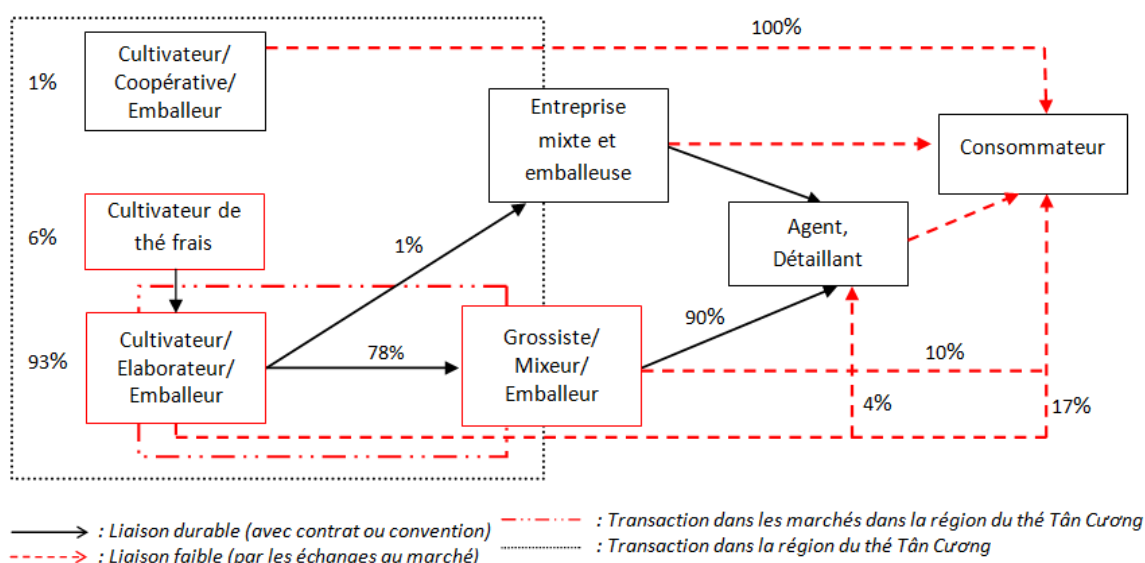 100%
Cultivateur/
Coopérative/
Emballeur
1%
Entreprise
mixte et
emballeuse
Consommateur
Cultivateur de
thé frais
6%
Agent,
Détaillant
1%
Cultivateur/
Elaborateur/
Emballeur
93%
78%
Grossiste/
Mixeur/
Emballeur
90%
10%
4%
17%
: Liaison durable (avec contrat ou convention)
: Transaction dans les marchés dans la région du thé Tân Cương
: Liaison faible (par les échanges au marché)
: Transaction dans la région du thé Tân Cương